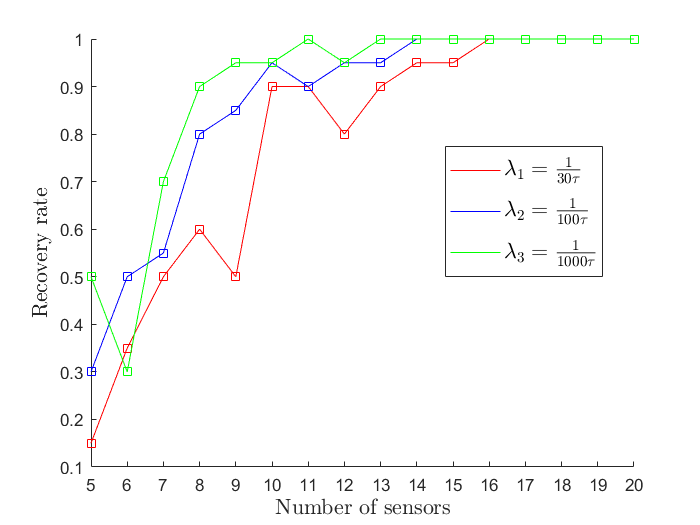 1
0.9
0.8
0.7
0.6
0.5
0.4
0.3
0.2
0.1
Recovery rate
5 6 7 8 9 10 11 12 13 14 15 16 17 18 19 20
Number of sensors
λ₁ = 1/30τ
λ₂ = 1/100τ
λ₃ = 1/1000τ